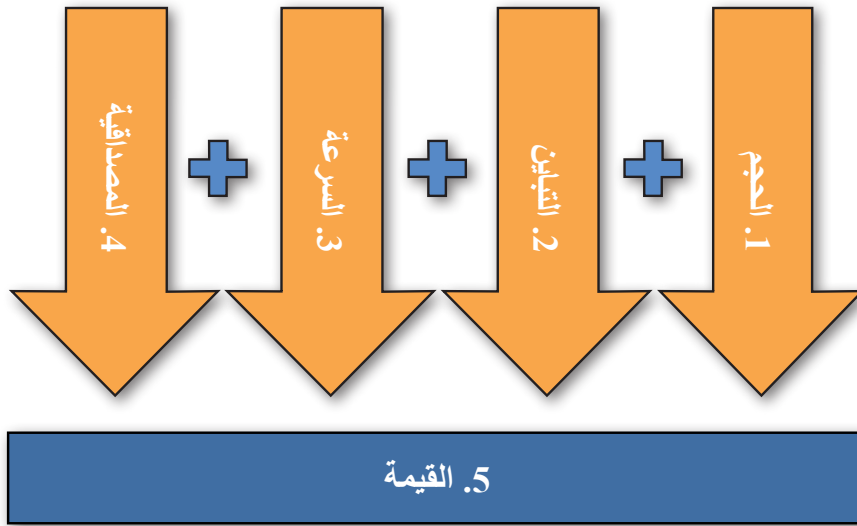 1. الحجم
2. التباين
3. السرعة
4. المصداقية
5. القيمة